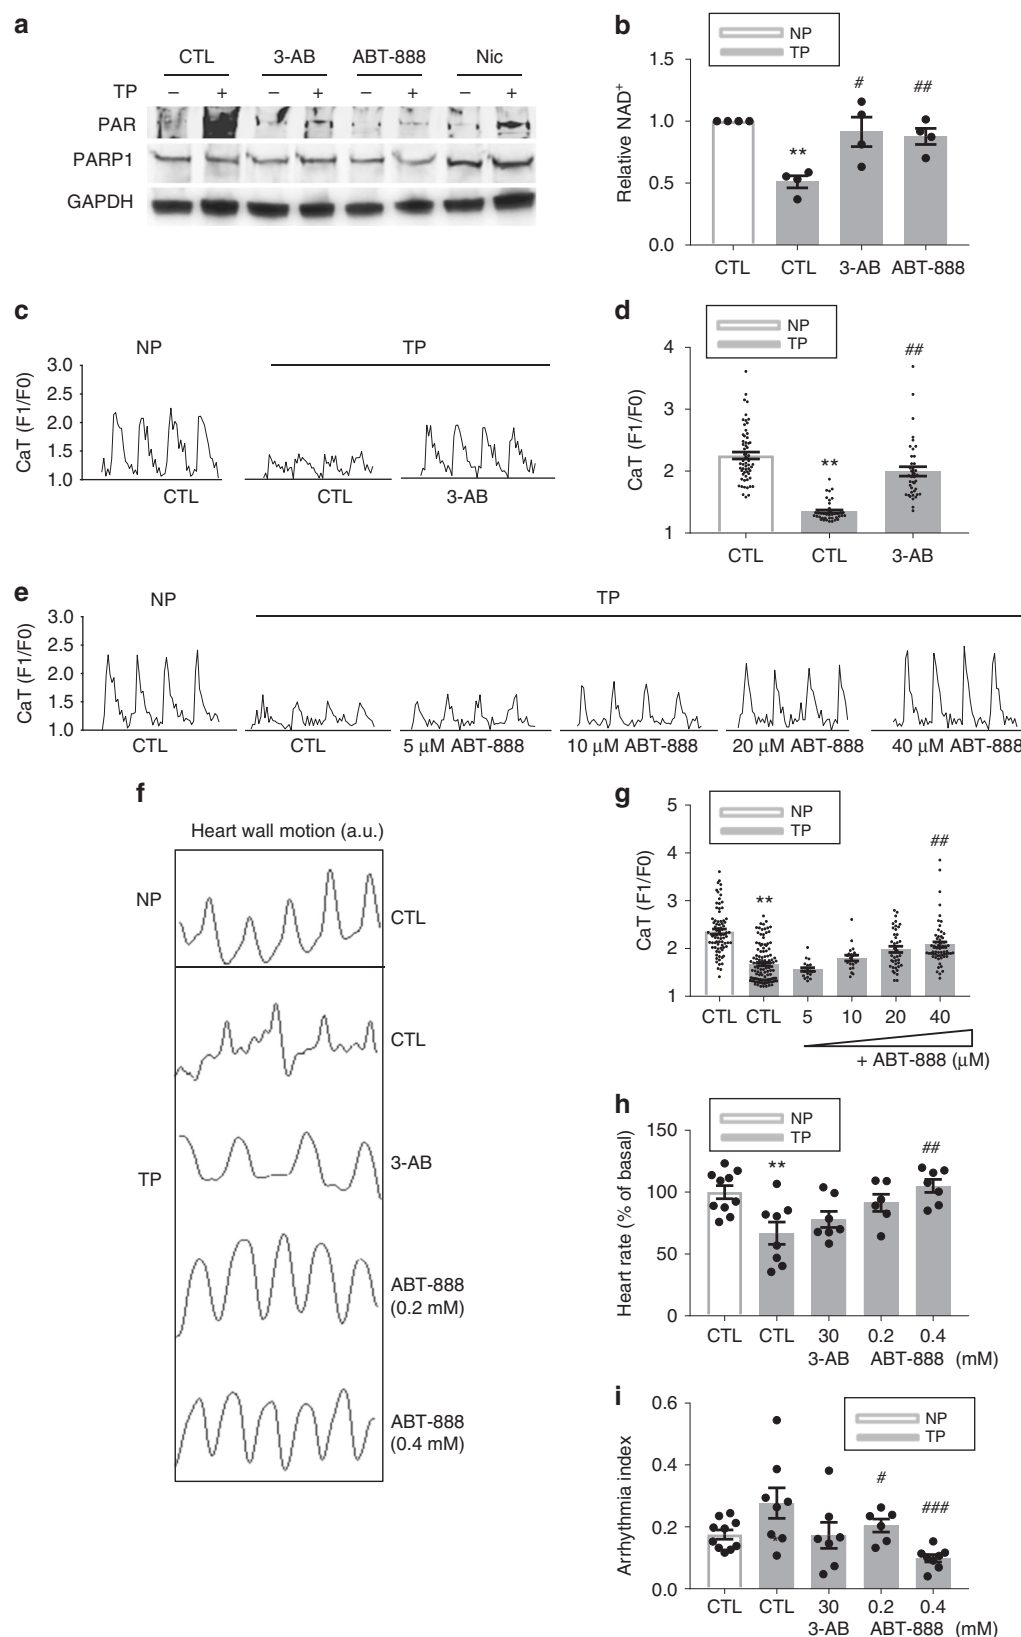 a
CTL 3-AB ABT-888 Nic
TP – + – + – + – +
PAR
PARP1
GAPDH
b
NP
TP
Relative NAD+
1.5
1.0
0.5
0.0
**
#
##
CTL CTL 3-AB ABT-888
c
NP TP
CaT (F1/F0)
3.0
2.5
2.0
1.5
1.0
CTL CTL 3-AB
d
NP
TP
CaT (F1/F0)
4
3
2
1
**
##
CTL CTL 3-AB
e
NP TP
CaT (F1/F0)
3.0
2.5
2.0
1.5
1.0
CTL CTL 5 μM ABT-888 10 μM ABT-888 20 μM ABT-888 40 μM ABT-888
f
Heart wall motion (a.u.)
NP
CTL
CTL
3-AB
TP
ABT-888
(0.2 mM)
ABT-888
(0.4 mM)
g
NP
TP
CaT (F1/F0)
5
4
3
2
1
**
##
CTL CTL 5 10 20 40
+ ABT-888 (μM)
h
NP
TP
Heart rate (% of basal)
150
100
50
0
**
##
CTL CTL 30 0.2 0.4
3-AB ABT-888 (mM)
i
NP
TP
Arrhythmia index
0.6
0.4
0.2
0.0
*
#
###
CTL CTL 30 0.2 0.4
3-AB ABT-888 (mM)